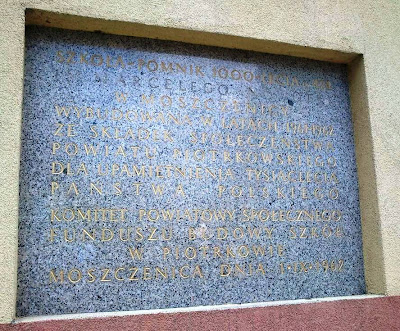 SZKOŁA-POMNIK
MARCELEGO
W MOSZCZENICY
WYBUDOWANA W LATACH
ZE SKŁADEK SPOŁECZEŃSTWA
POWIATU PIOTRKOWSKIEGO
DLA UPAMIĘTNIENIA TYSIĄCLECIA
PAŃSTWA POLSKIEGO
KOMITET POWIATOWY SPOŁECZNEGO
FUNDUSZU BUDOWY SZKÓŁ
W PIOTRKOWIE
MOSZCZENICA, DNIA